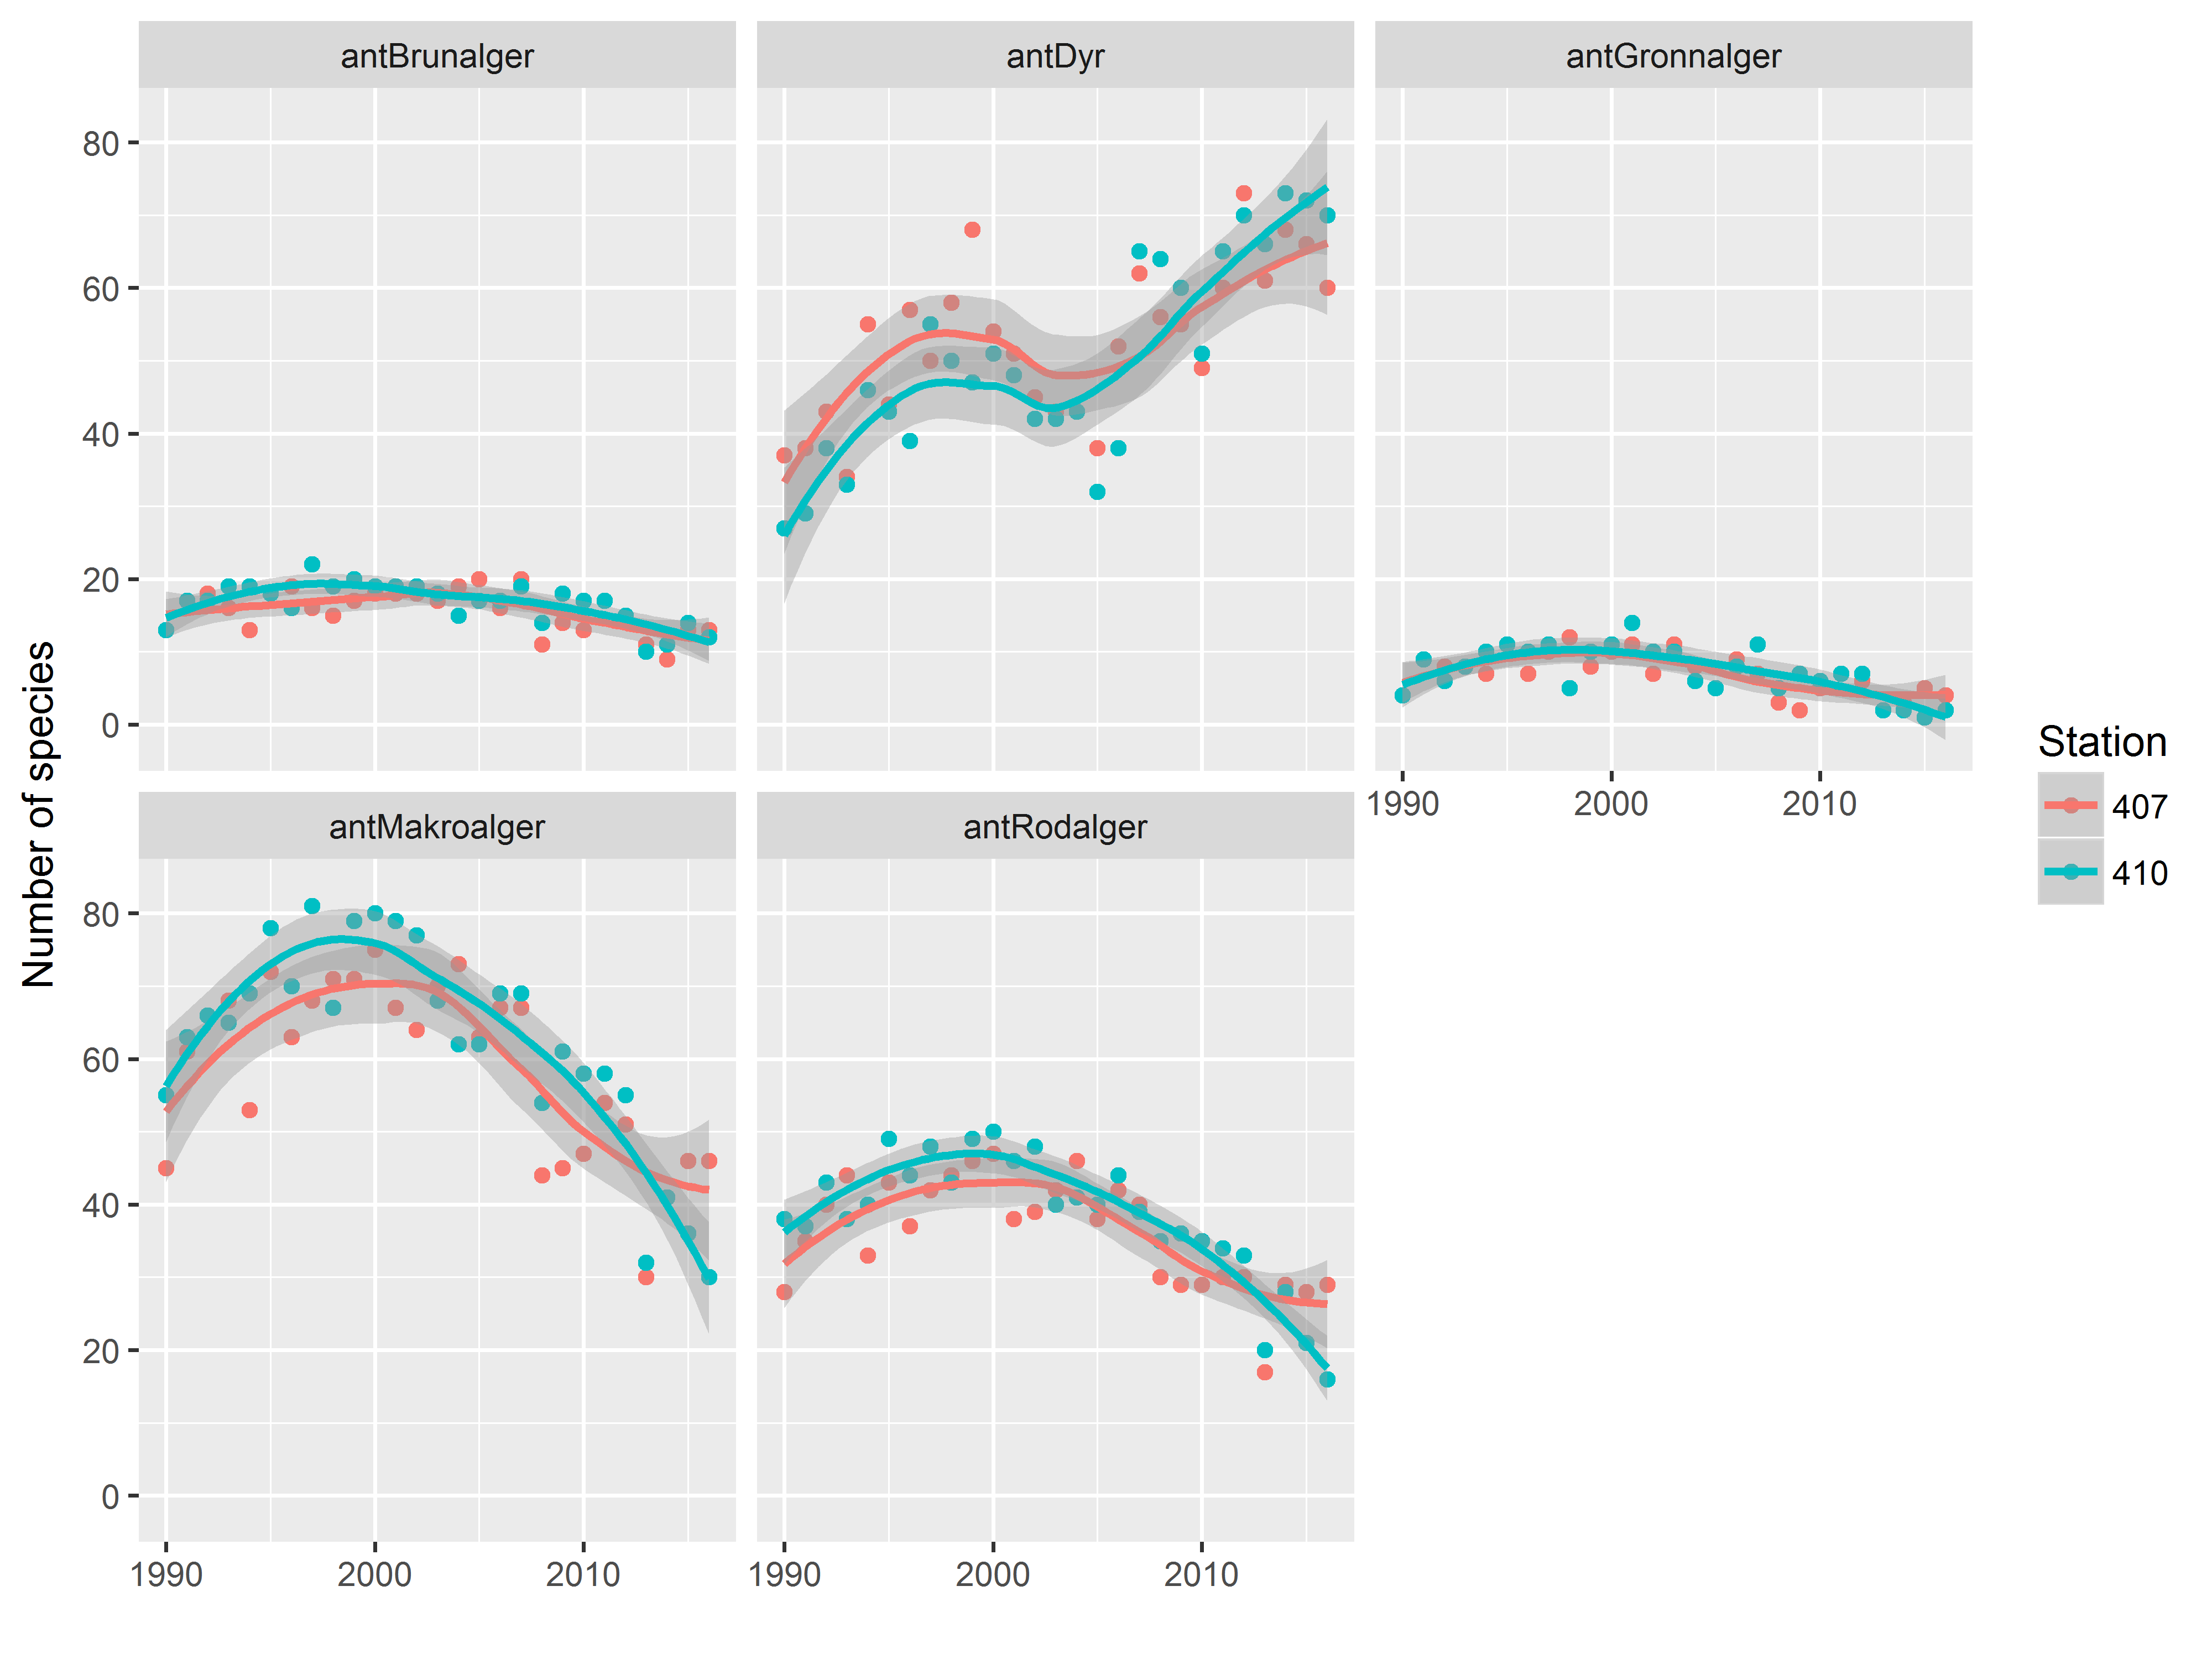 antBrunalger antDyr antGronnalger
80
60
40
20
0
1990 2000 2010
antMakroalger antRodalger
80
60
40
20
0
1990 2000 2010 1990 2000 2010
Number of species
Station
407
410